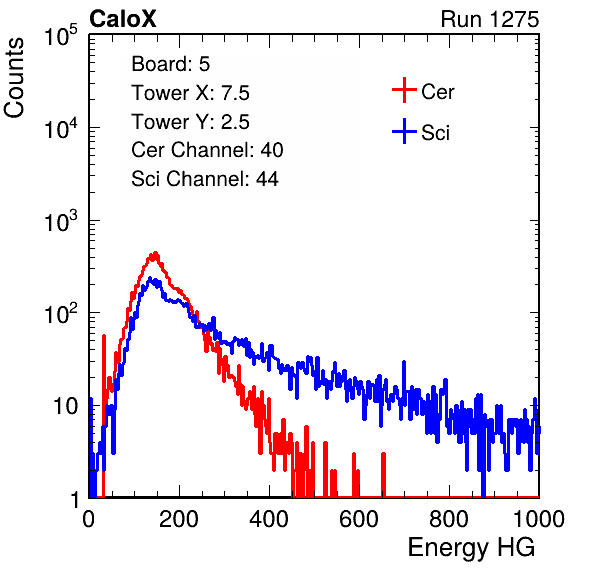 CaloX Run 1275
Counts
Board: 5
Tower X: 7.5
Tower Y: 2.5
Cer Channel: 40
Sci Channel: 44
Cer
Sci
10^5
10^4
10^3
10^2
10
1
0 200 400 600 800 1000
Energy HG